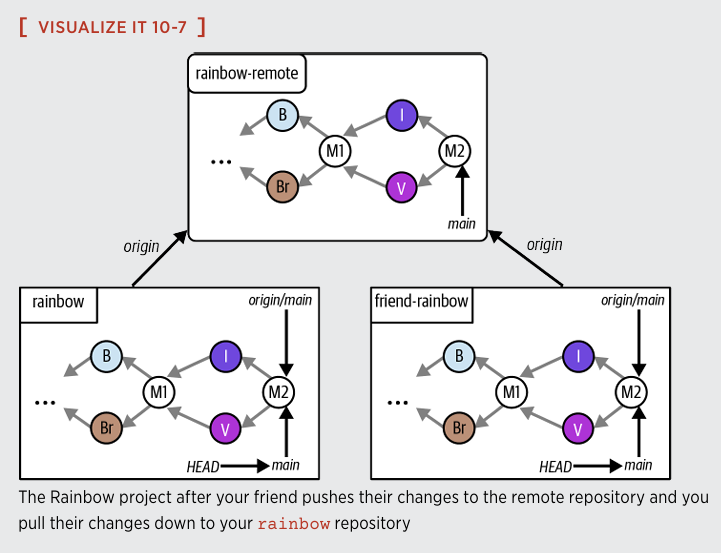 [ VISUALIZE IT 10-7 ]
rainbow-remote
B
I
...
M1
M2
Br
V
main
origin
origin
rainbow
origin/main
B
I
...
M1
M2
Br
V
HEAD
main
friend-rainbow
origin/main
B
I
...
M1
M2
Br
V
HEAD
main
The Rainbow project after your friend pushes their changes to the remote repository and you
pull their changes down to your rainbow repository